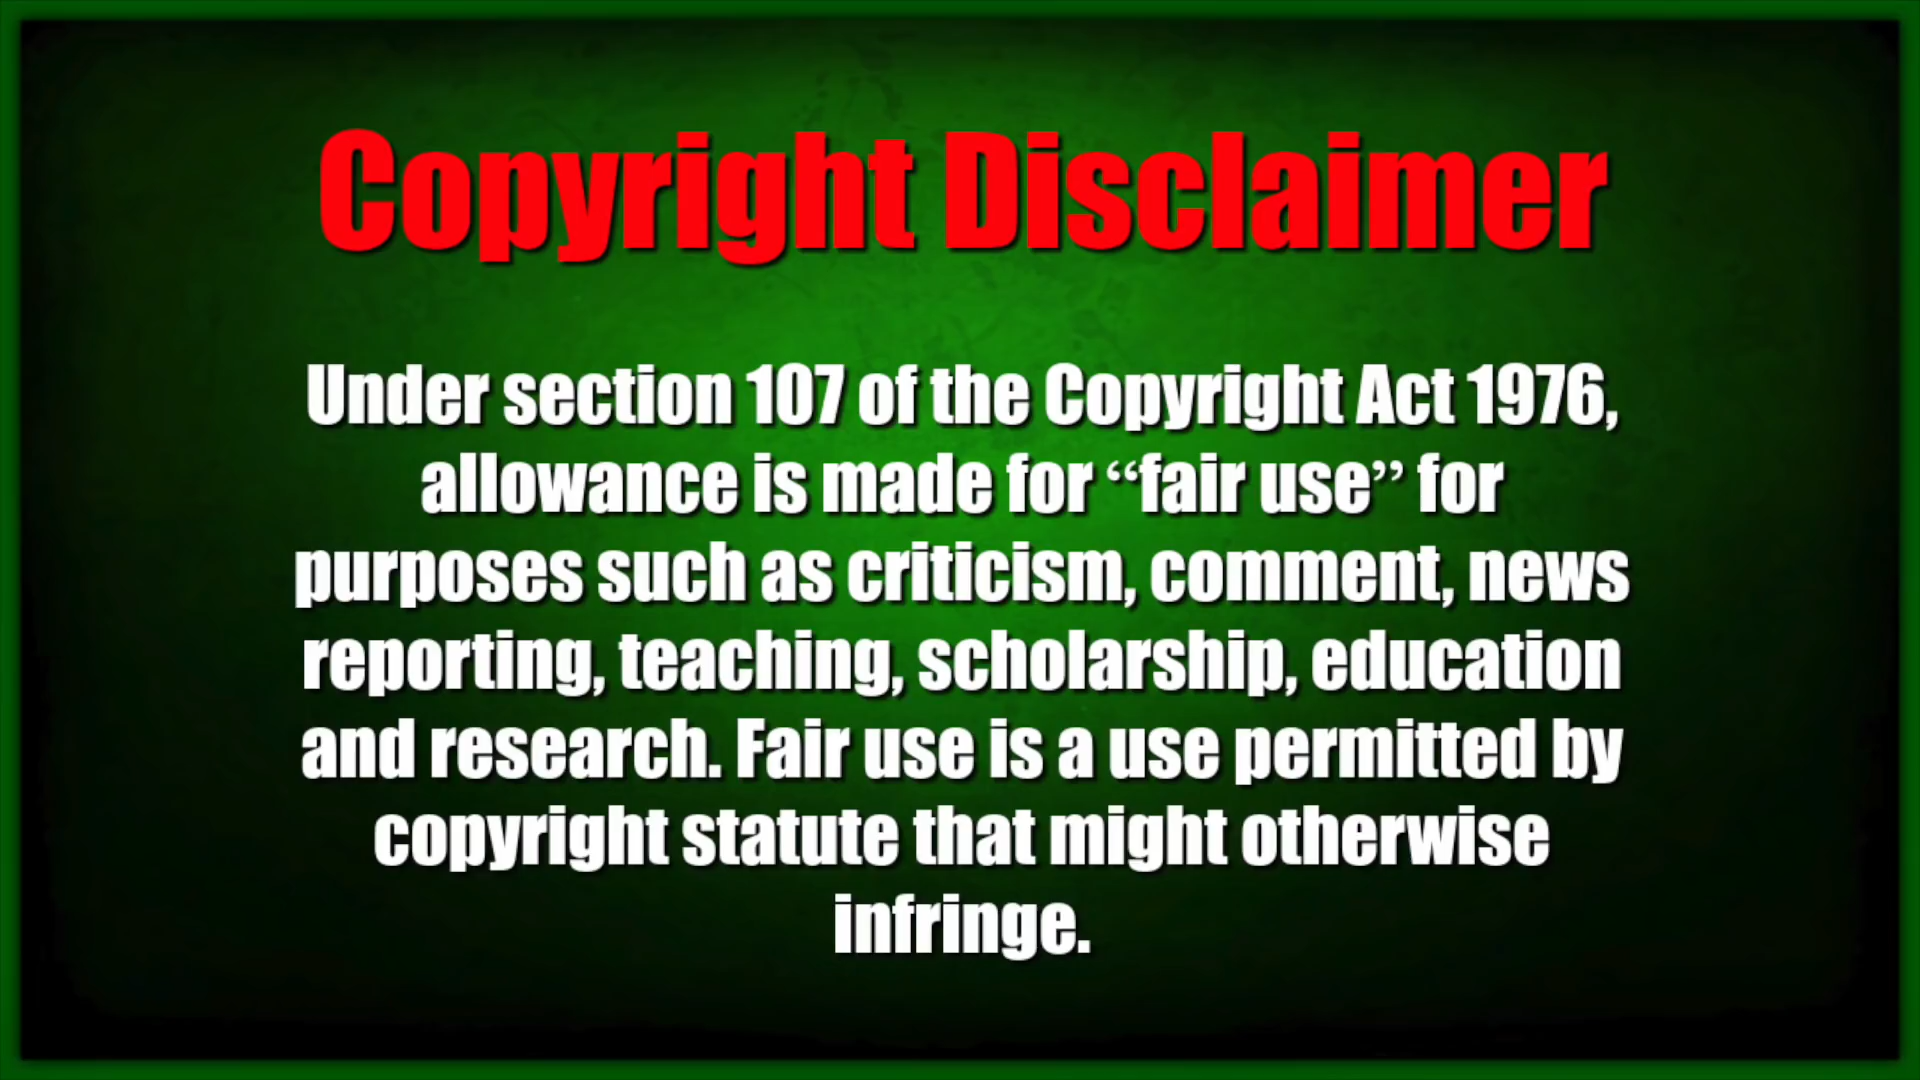 Copyright Disclaimer
Under section 107 of the Copyright Act 1976,
allowance is made for “fair use” for
purposes such as criticism, comment, news
reporting, teaching, scholarship, education
and research. Fair use is a use permitted by
copyright statute that might otherwise
infringe.